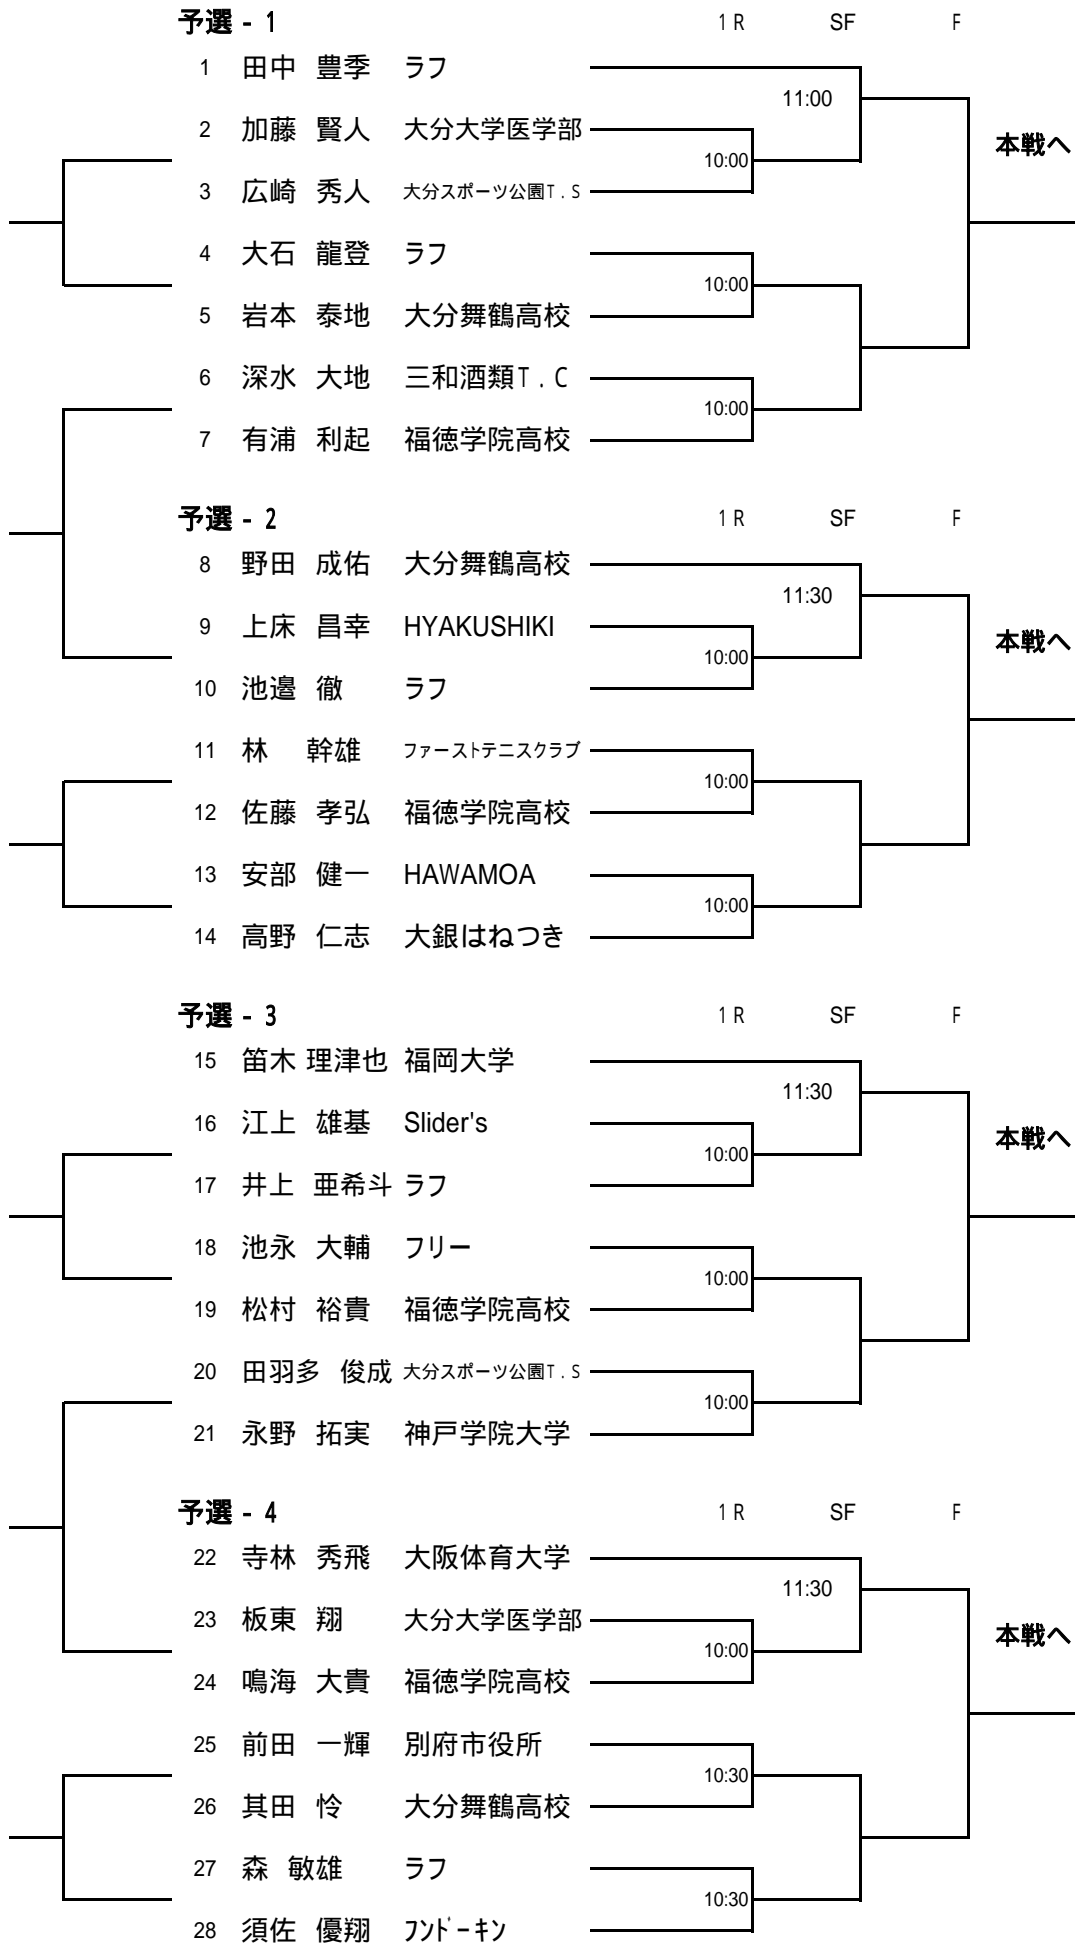 予選 - 1 1R SF F
1 田中 豊季 ラフ
11:00
2 加藤 賢人 大分大学医学部
本戦へ
10:00
3 広崎 秀人 大分スポーツ公園T.S
4 大石 龍登 ラフ
10:00
5 岩本 泰地 大分舞鶴高校
6 深水 大地 三和酒類T.C
10:00
7 有浦 利起 福徳学院高校
予選 - 2 1R SF F
8 野田 成佑 大分舞鶴高校
11:30
9 上床 昌幸 HYAKUSHIKI
本戦へ
10:00
10 池邉 徹 ラフ
11 林 幹雄 ファーストテニスクラブ
10:00
12 佐藤 孝弘 福徳学院高校
13 安部 健一 HAWAMOA
10:00
14 高野 仁志 大銀はねつき
予選 - 3 1R SF F
15 笛木 理津也 福岡大学
11:30
16 江上 雄基 Slider's
本戦へ
10:00
17 井上 亜希斗 ラフ
18 池永 大輔 フリー
10:00
19 松村 裕貴 福徳学院高校
20 田羽多 俊成 大分スポーツ公園T.S
10:00
21 永野 拓実 神戸学院大学
予選 - 4 1R SF F
22 寺林 秀飛 大阪体育大学
11:30
23 板東 翔 大分大学医学部
本戦へ
10:00
24 鳴海 大貴 福徳学院高校
25 前田 一輝 別府市役所
10:30
26 其田 怜 大分舞鶴高校
27 森 敏雄 ラフ
10:30
28 須佐 優翔 フンドーキン